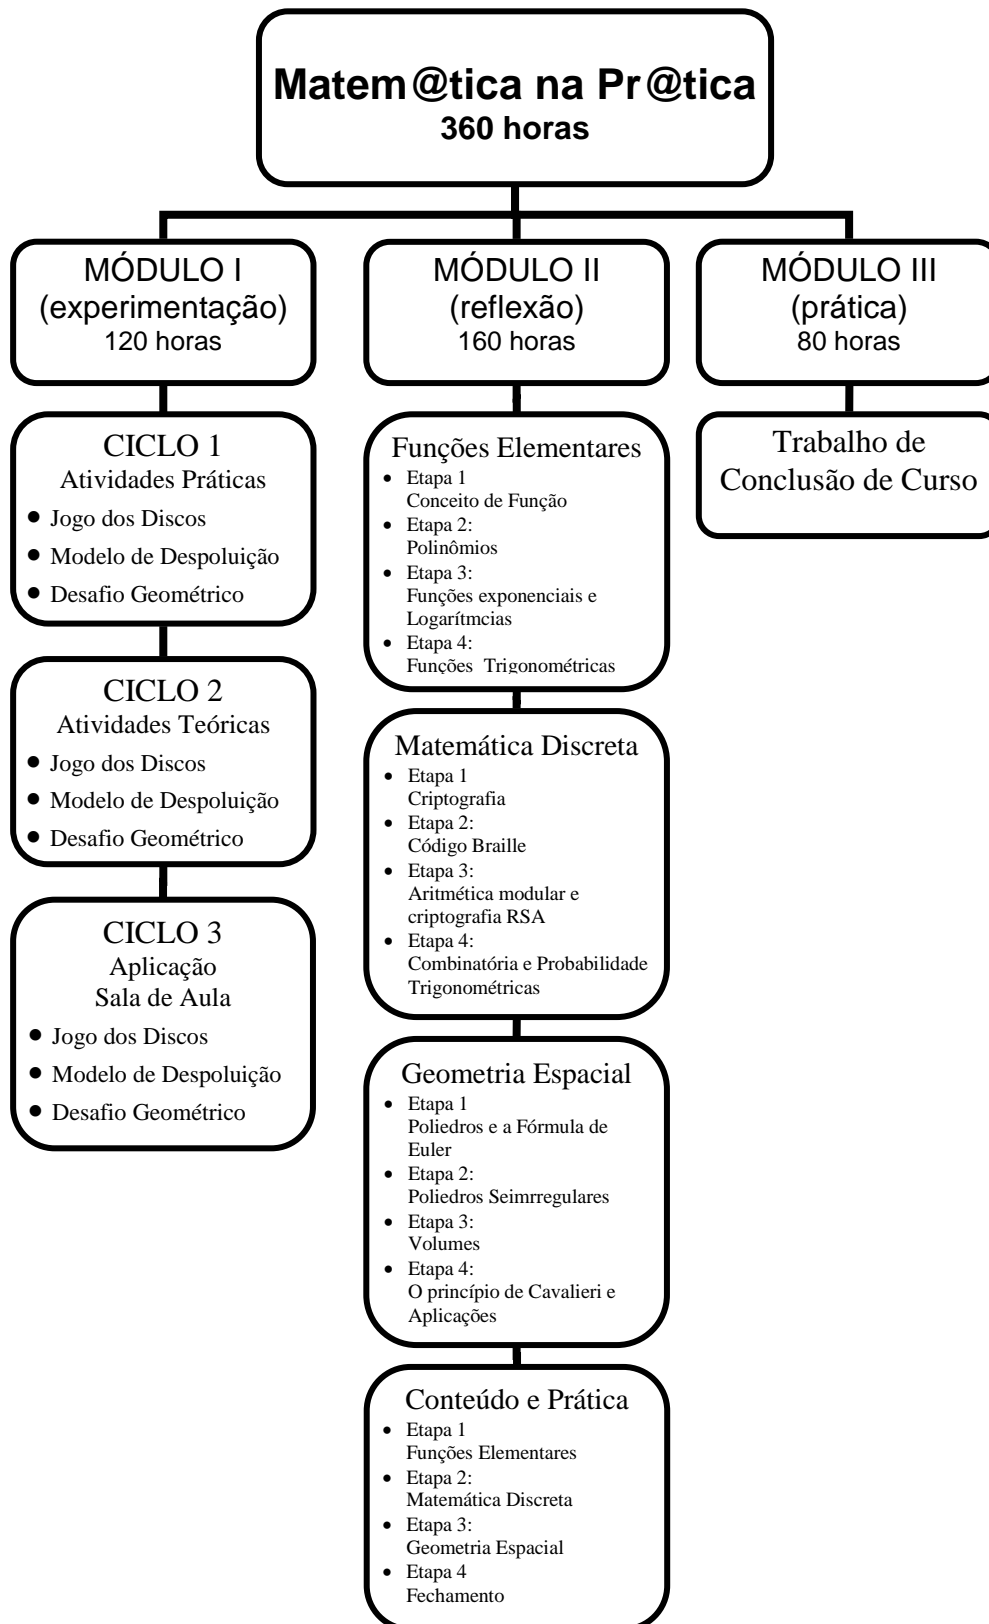 Matem@tica na Pr@tica
360 horas
MÓDULO I
(experimentação)
120 horas
CICLO 1
Atividades Práticas
• Jogo dos Discos
• Modelo de Despoluição
• Desafio Geométrico
CICLO 2
Atividades Teóricas
• Jogo dos Discos
• Modelo de Despoluição
• Desafio Geométrico
CICLO 3
Aplicação
Sala de Aula
• Jogo dos Discos
• Modelo de Despoluição
• Desafio Geométrico
MÓDULO II
(reflexão)
160 horas
Funções Elementares
• Etapa 1
Conceito de Função
• Etapa 2:
Polinômios
• Etapa 3:
Funções exponenciais e
Logarítmcias
• Etapa 4:
Funções Trigonométricas
Matemática Discreta
• Etapa 1
Criptografia
• Etapa 2:
Código Braille
• Etapa 3:
Aritmética modular e
criptografia RSA
• Etapa 4:
Combinatória e Probabilidade
Trigonométricas
Geometria Espacial
• Etapa 1
Poliedros e a Fórmula de
Euler
• Etapa 2:
Poliedros Seimrregulares
• Etapa 3:
Volumes
• Etapa 4:
O princípio de Cavalieri e
Aplicações
Conteúdo e Prática
• Etapa 1
Funções Elementares
• Etapa 2:
Matemática Discreta
• Etapa 3:
Geometria Espacial
• Etapa 4
Fechamento
MÓDULO III
(prática)
80 horas
Trabalho de
Conclusão de Curso